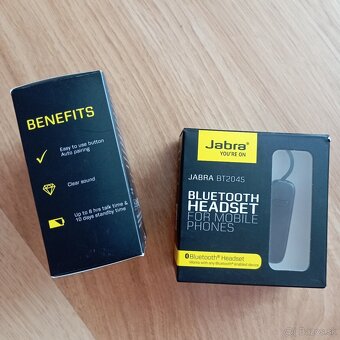 BENEFITS
Easy to use button
Auto pairing
Clear sound
Up to 8 hrs talk time &
10 days standby time
Jabra
YOU'RE ON
JABRA BT2045
BLUETOOTH
HEADSET
FOR MOBILE
PHONES
Bluetooth® Headset
Works with any Bluetooth® enabled device